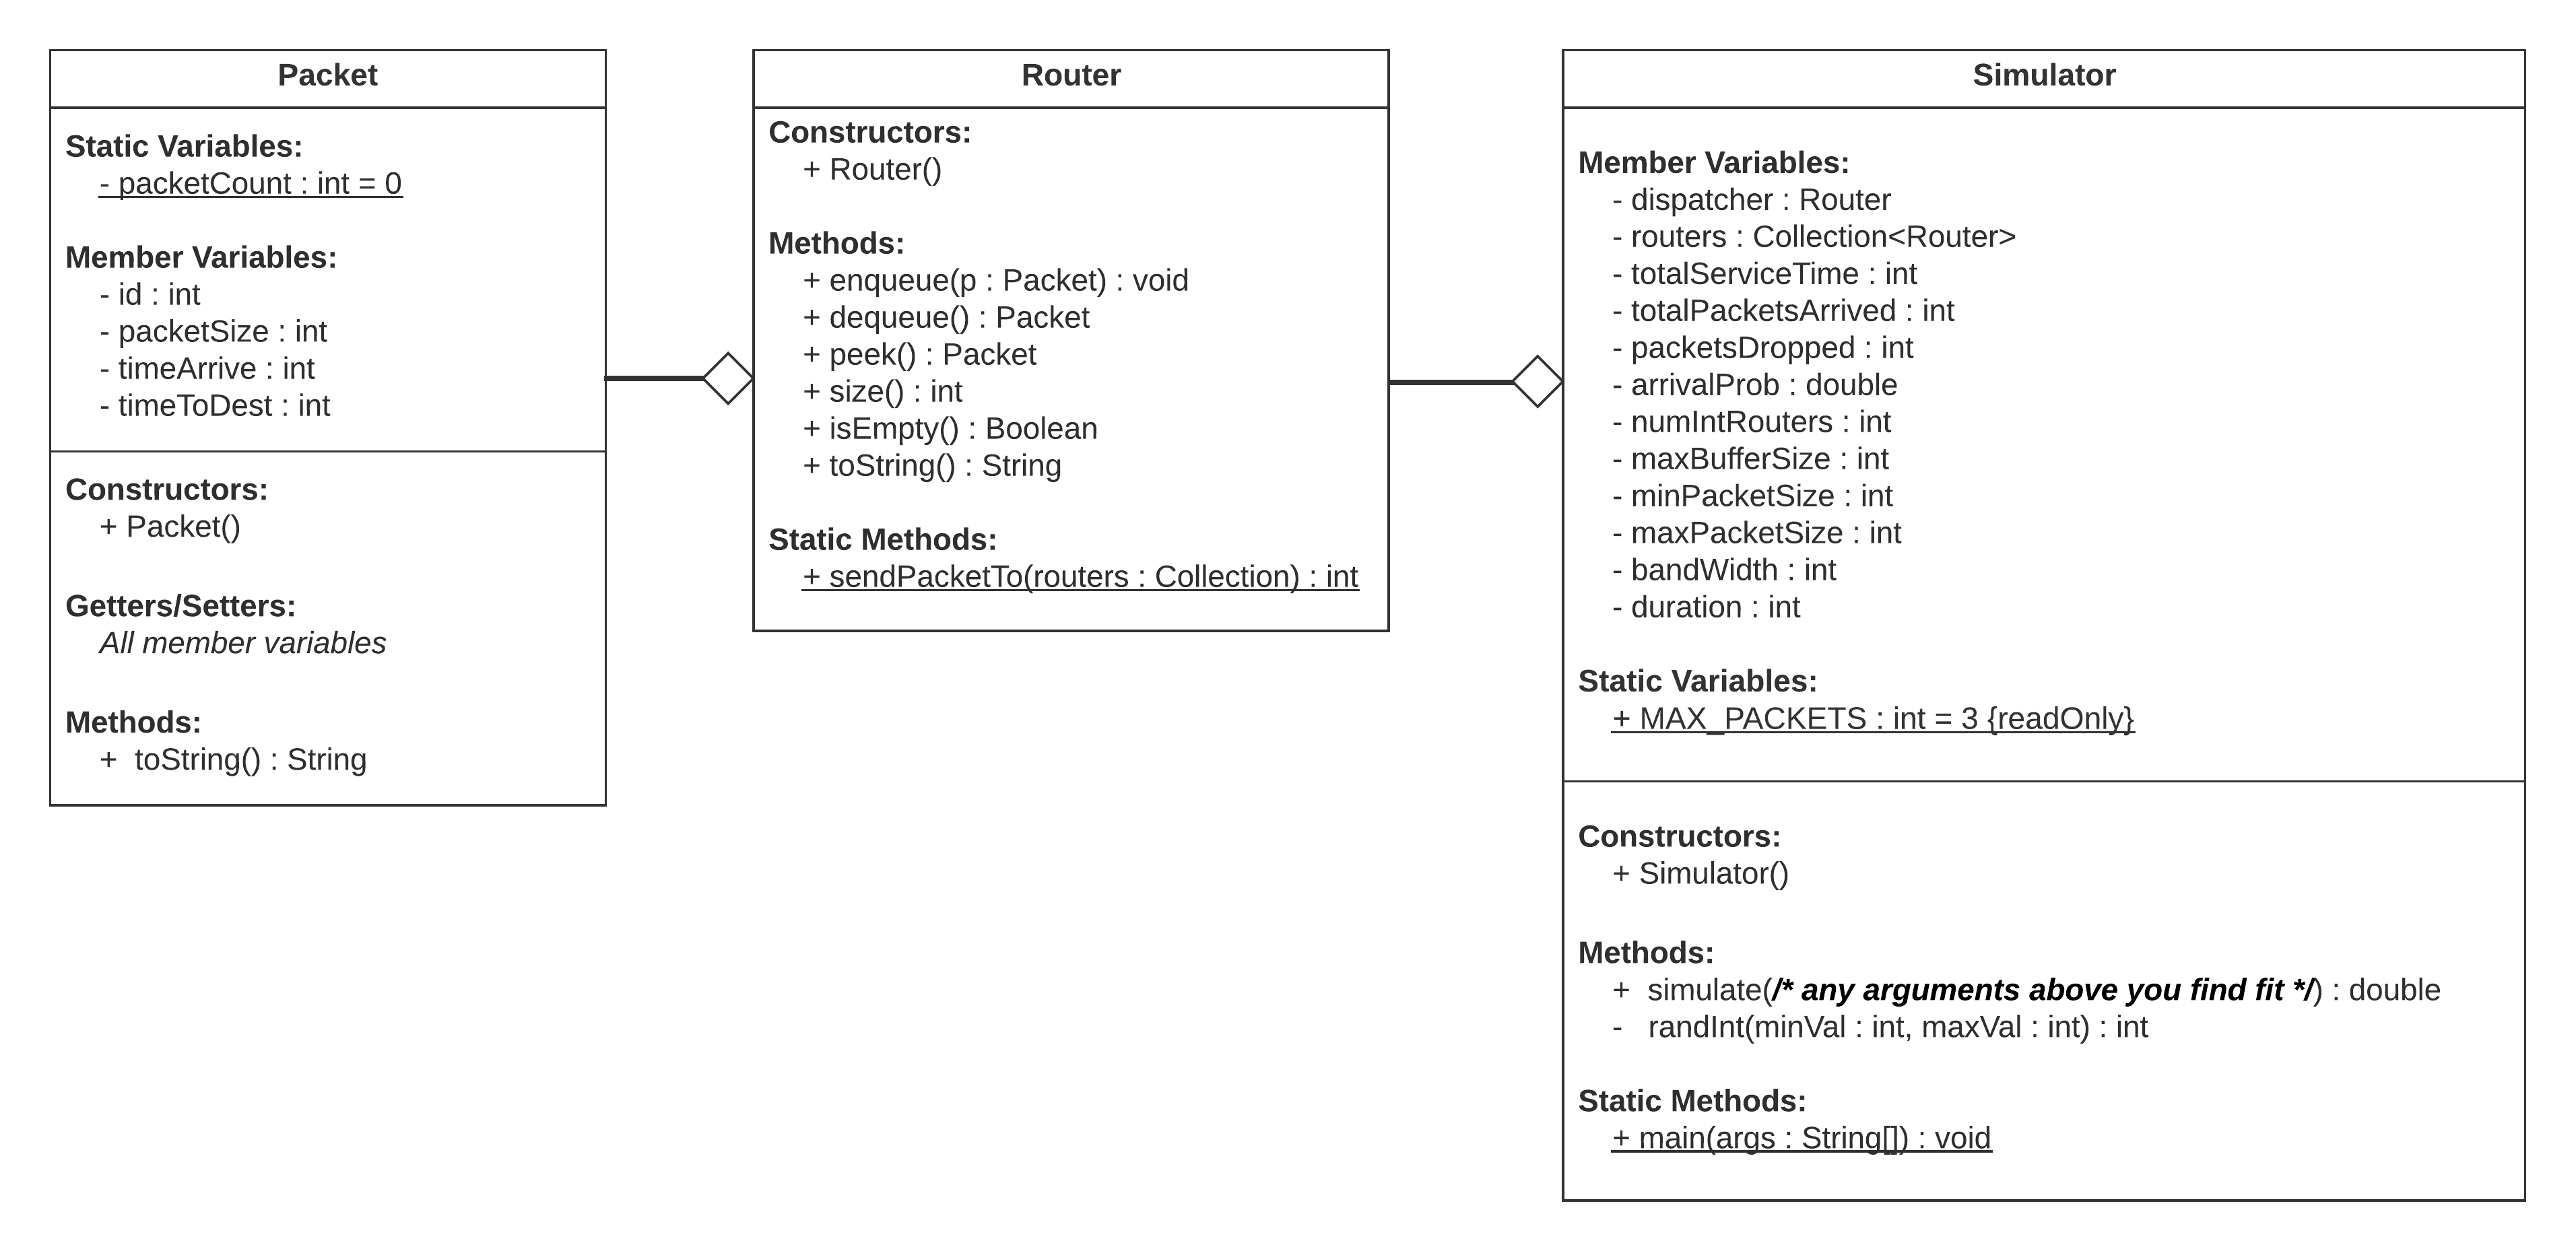 Packet
Static Variables:
- packetCount : int = 0
Member Variables:
- id : int
- packetSize : int
- timeArrive : int
- timeToDest : int
Constructors:
+ Packet()
Getters/Setters:
All member variables
Methods:
+ toString() : String
Router
Constructors:
+ Router()
Methods:
+ enqueue(p : Packet) : void
+ dequeue() : Packet
+ peek() : Packet
+ size() : int
+ isEmpty() : Boolean
+ toString() : String
Static Methods:
+ sendPacketTo(routers : Collection) : int
Simulator
Member Variables:
- dispatcher : Router
- routers : Collection<Router>
- totalServiceTime : int
- totalPacketsArrived : int
- packetsDropped : int
- arrivalProb : double
- numIntRouters : int
- maxBufferSize : int
- minPacketSize : int
- maxPacketSize : int
- bandWidth : int
- duration : int
Static Variables:
+ MAX_PACKETS : int = 3 {readOnly}
Constructors:
+ Simulator()
Methods:
+ simulate(/* any arguments above you find fit */) : double
- randInt(minVal : int, maxVal : int) : int
Static Methods:
+ main(args : String[]) : void